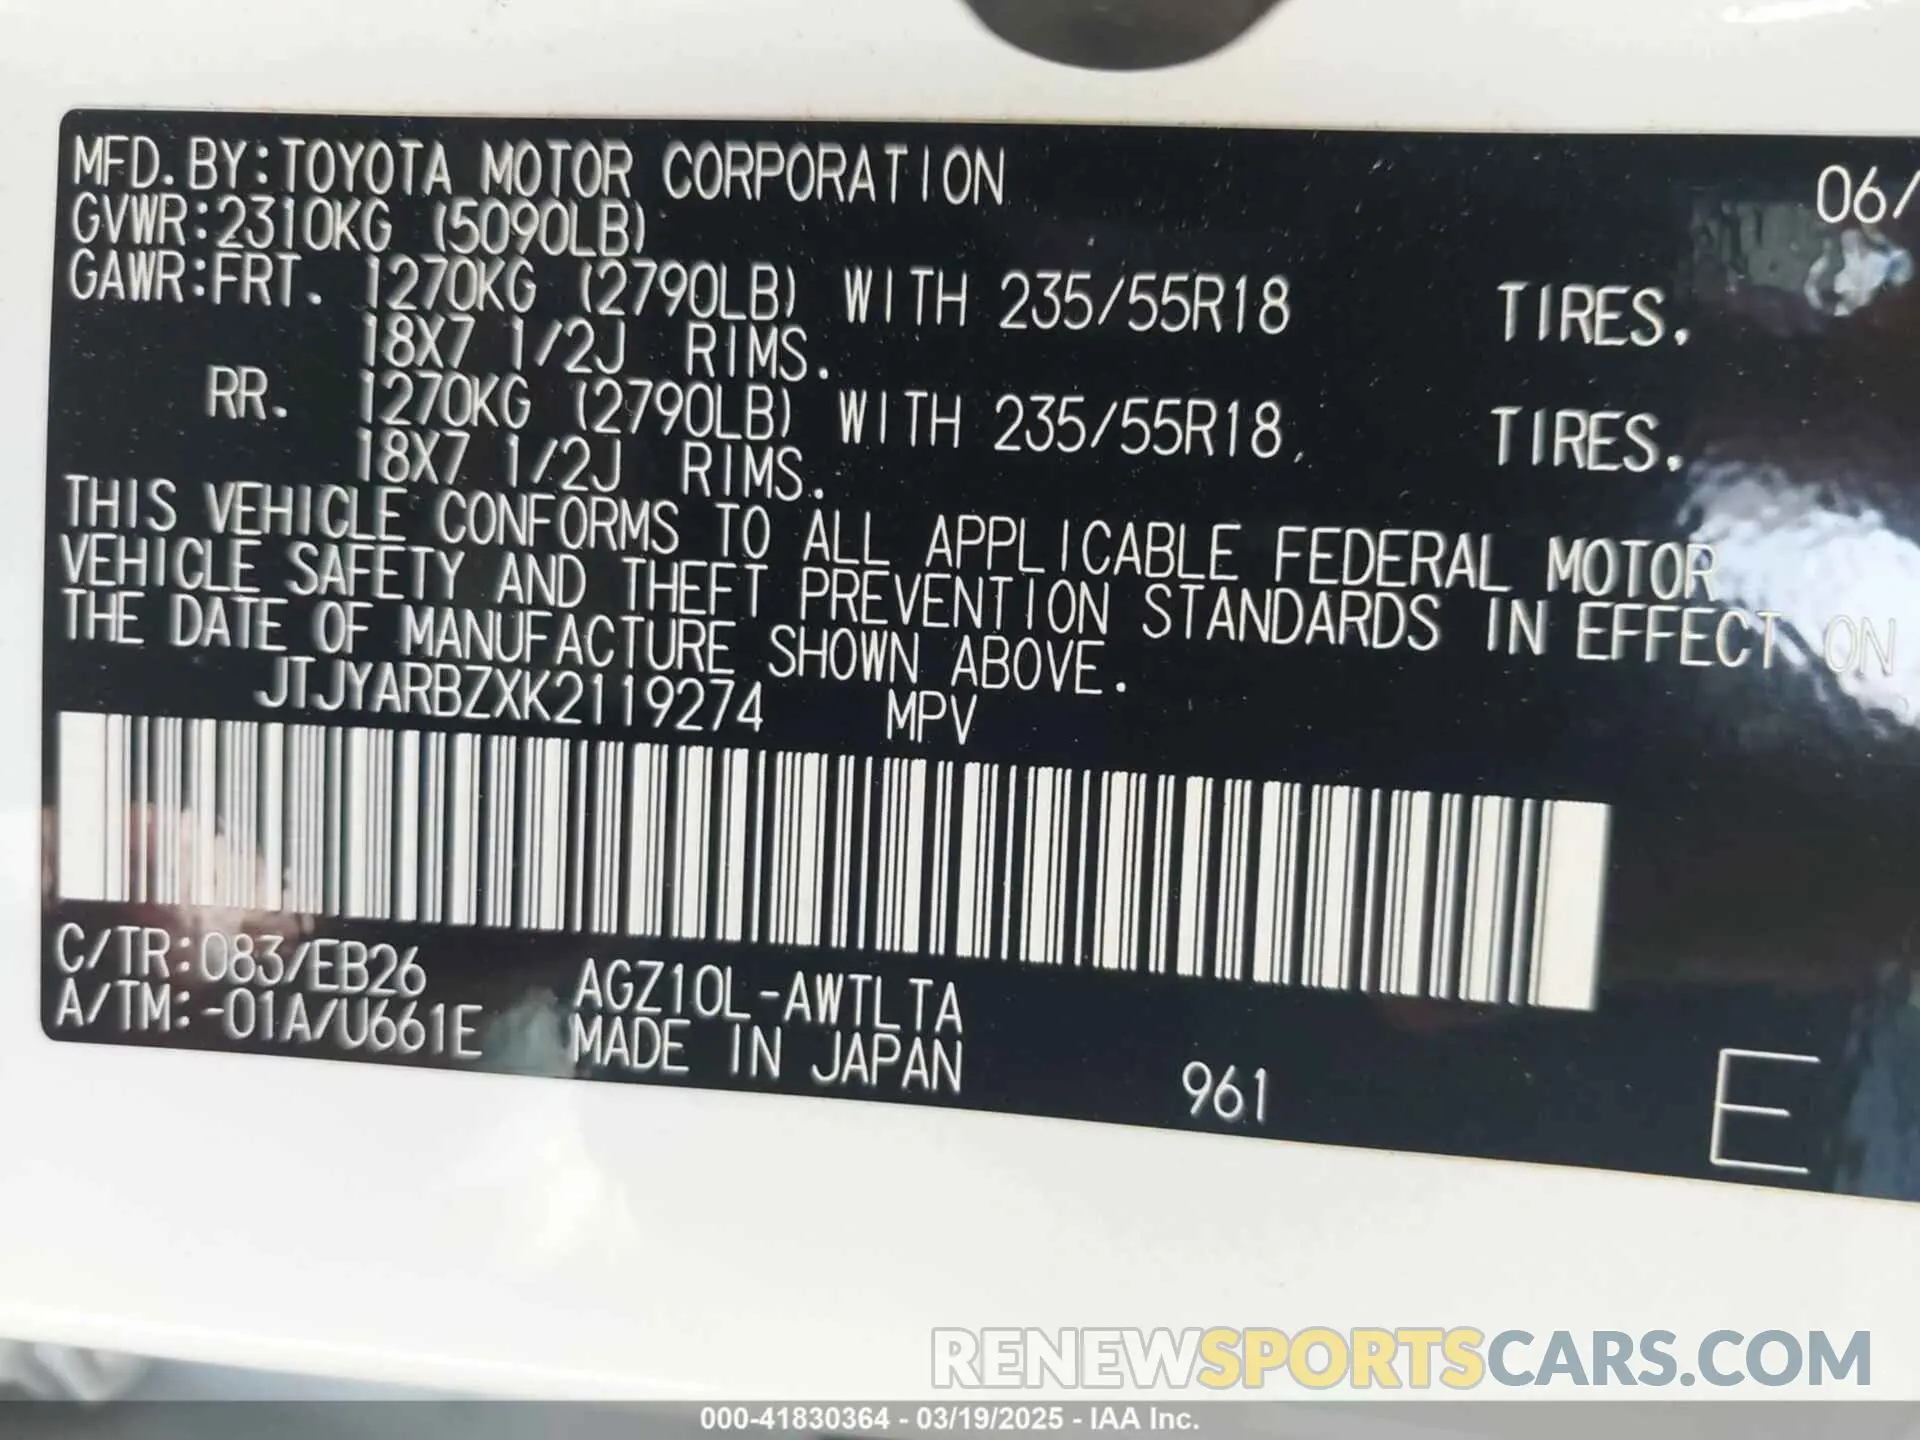 MFD.BY:TOYOTA MOTOR CORPORATION 06/
GVWR:2310KG (5090LB)
GAWR:FRT. 1270KG (2790LB) WITH 235/55R18 TIRES.
18X7 1/2J RIMS.
RR. 1270KG (2790LB) WITH 235/55R18, TIRES.
18X7 1/2J RIMS.
THIS VEHICLE CONFORMS TO ALL APPLICABLE FEDERAL MOTOR
VEHICLE SAFETY AND THEFT PREVENTION STANDARDS IN EFFECT ON
THE DATE OF MANUFACTURE SHOWN ABOVE.
JTJYARBZXK2119274 MPV
C/TR:083/EB26 AGZ10L-AWTLTA
A/TM:-01A/U661E MADE IN JAPAN 961 E
RENEWSPORTSCARS.COM
000-41830364 - 03/19/2025 - IAA Inc.